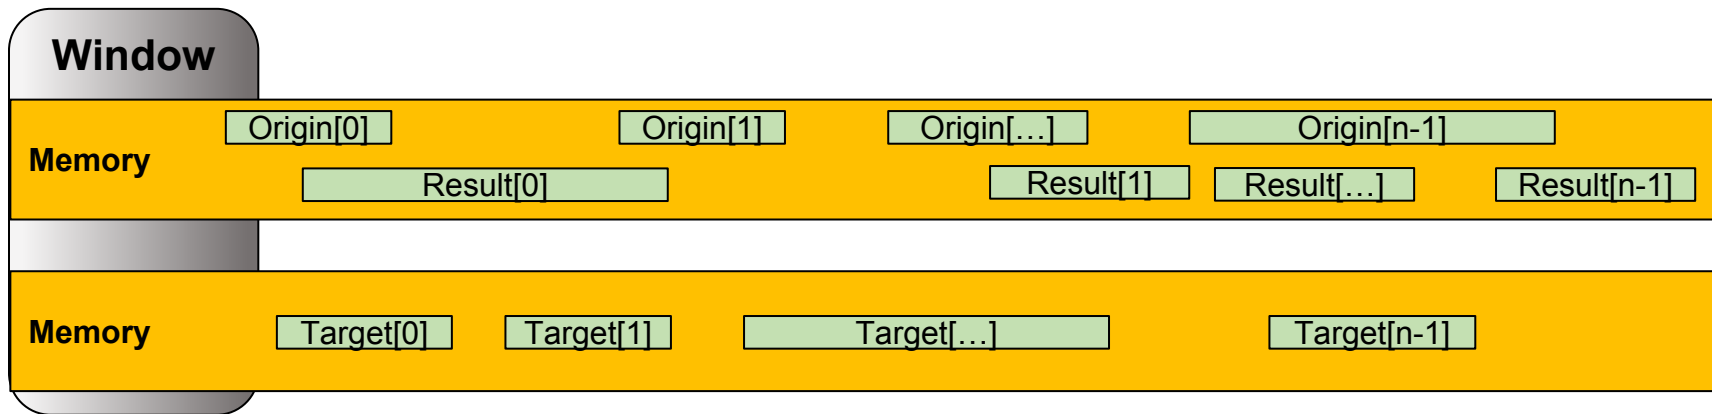 Window
Origin[0] Origin[1] Origin[…] Origin[n-1]
Memory
Result[0] Result[1] Result[…] Result[n-1]
Memory Target[0] Target[1] Target[…] Target[n-1]